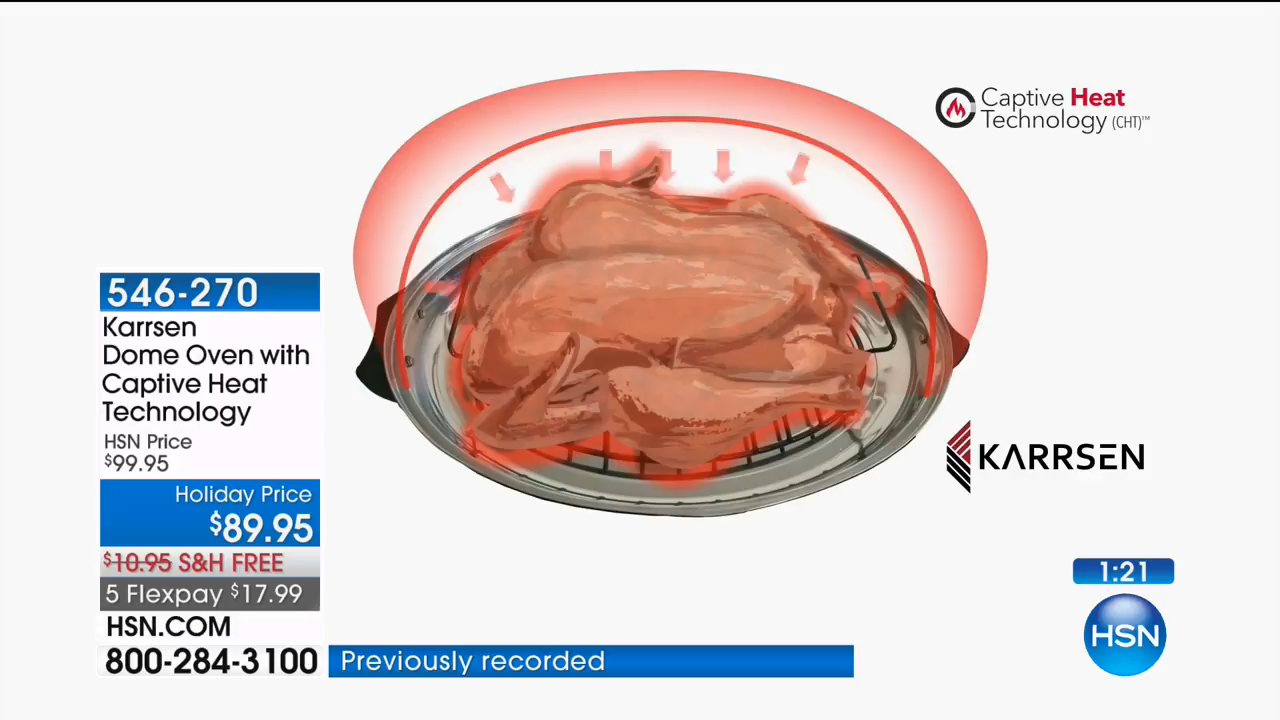 Captive Heat
Technology (CHT)™
546-270
Karrsen
Dome Oven with
Captive Heat
Technology
HSN Price
$99.95
Holiday Price
$89.95
$10.95 S&H FREE
5 Flexpay $17.99
HSN.COM
800-284-3100
Previously recorded
KARRSEN
1:21
HSN